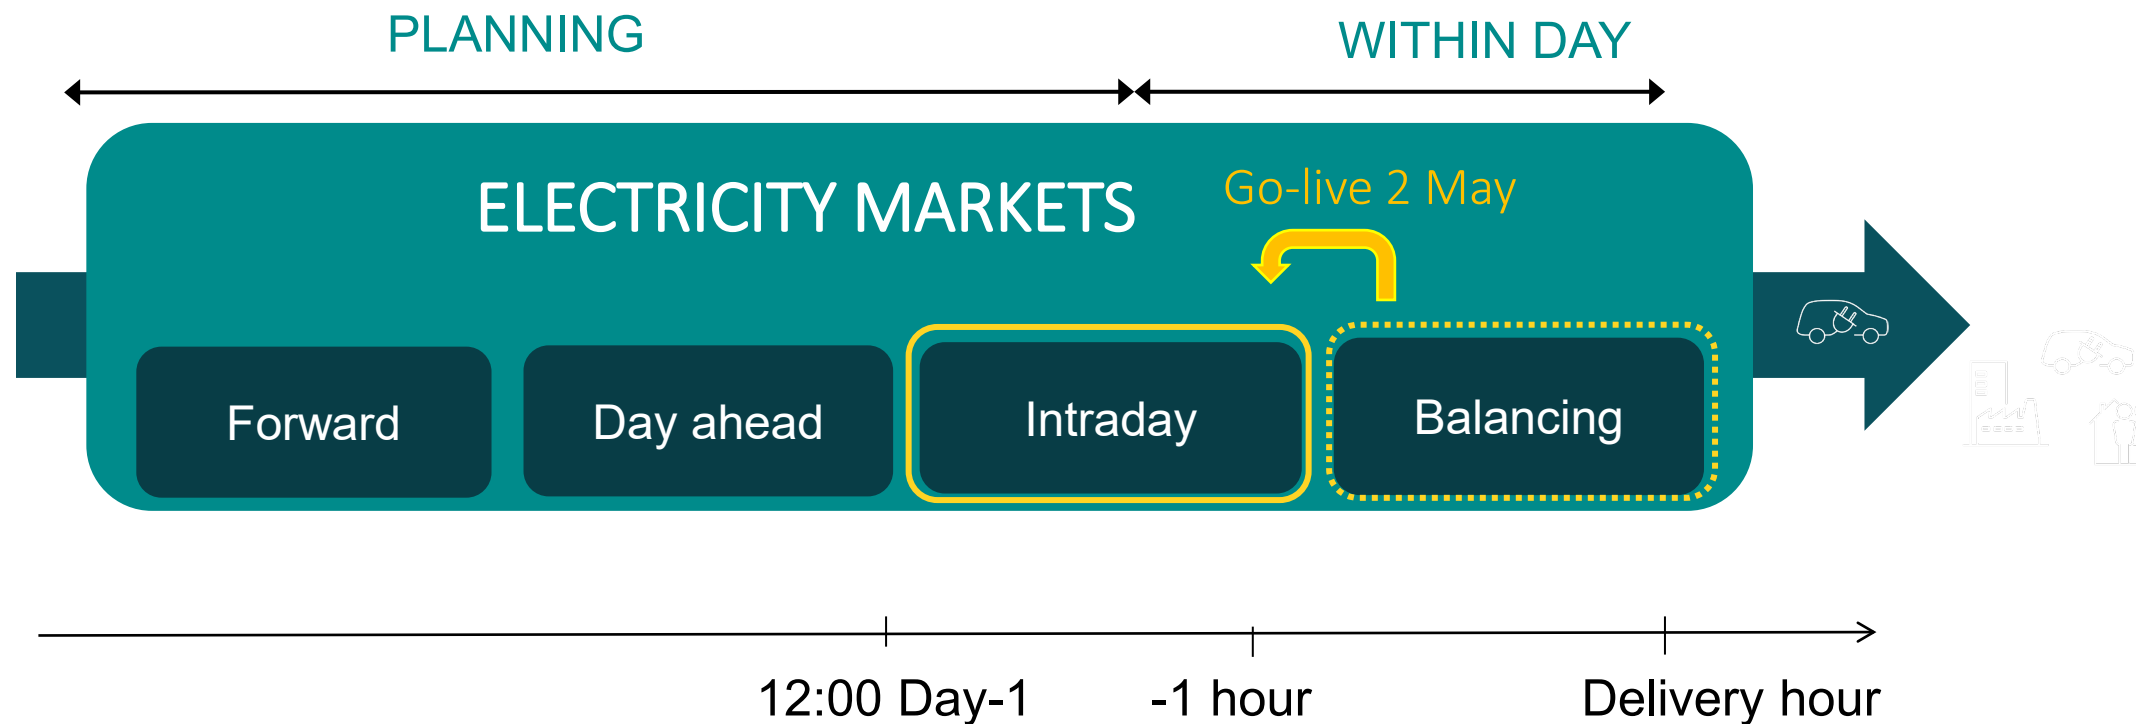 PLANNING
WITHIN DAY
ELECTRICITY MARKETS
Go-live 2 May
Forward
Day ahead
Intraday
Balancing
12:00 Day-1
-1 hour
Delivery hour